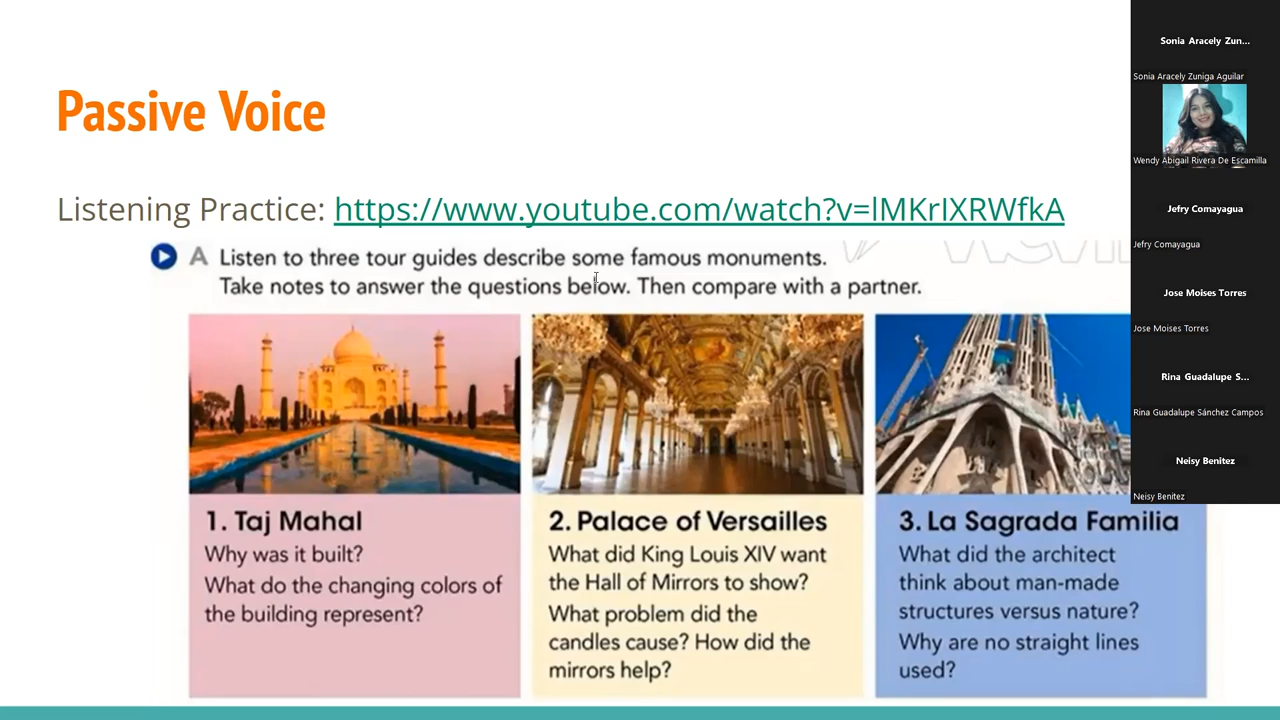 Passive Voice
Listening Practice: https://www.youtube.com/watch?v=lMKrIXRWfkA
A Listen to three tour guides describe some famous monuments.
Take notes to answer the questions below. Then compare with a partner.
1. Taj Mahal
Why was it built?
What do the changing colors of
the building represent?
2. Palace of Versailles
What did King Louis XIV want
the Hall of Mirrors to show?
What problem did the
candles cause? How did the
mirrors help?
3. La Sagrada Familia
What did the architect
think about man-made
structures versus nature?
Why are no straight lines
used?
Sonia Aracely Zun...
Sonia Aracely Zuniga Aguilar
Wendy Abigail Rivera De Escamilla
Jefry Comayagua
Jefry Comayagua
Jose Moises Torres
Jose Moises Torres
Rina Guadalupe S...
Rina Guadalupe Sánchez Campos
Neisy Benitez
Neisy Benitez